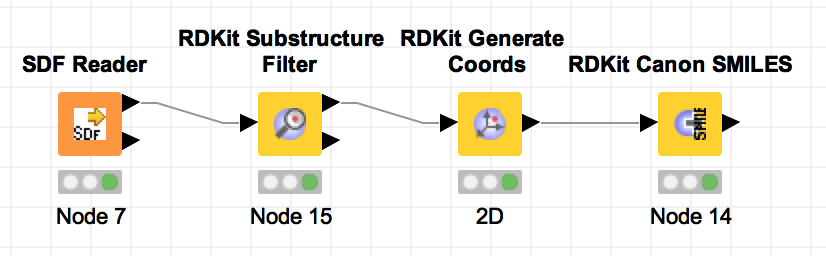 RDKit Substructure
Filter
RDKit Generate
Coords
SDF Reader
RDKit Canon SMILES
SDF
SMILE
Node 7
Node 15
2D
Node 14